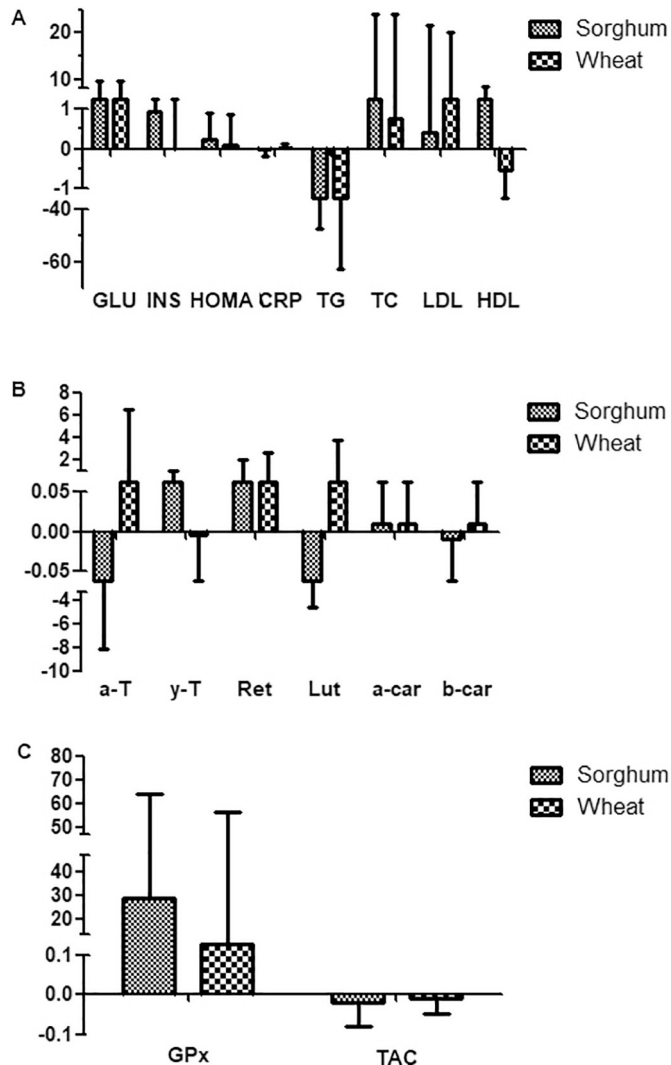 A
Sorghum
Wheat
20
10
1
0
-1
-40
-60
GLU INS HOMA CRP TG TC LDL HDL
B
Sorghum
Wheat
8
6
4
2
0.05
0.00
-0.05
-4
-6
-8
-10
a-T y-T Ret Lut a-car b-car
C
Sorghum
Wheat
80
70
60
50
40
30
20
0.1
0.0
-0.1
GPx TAC